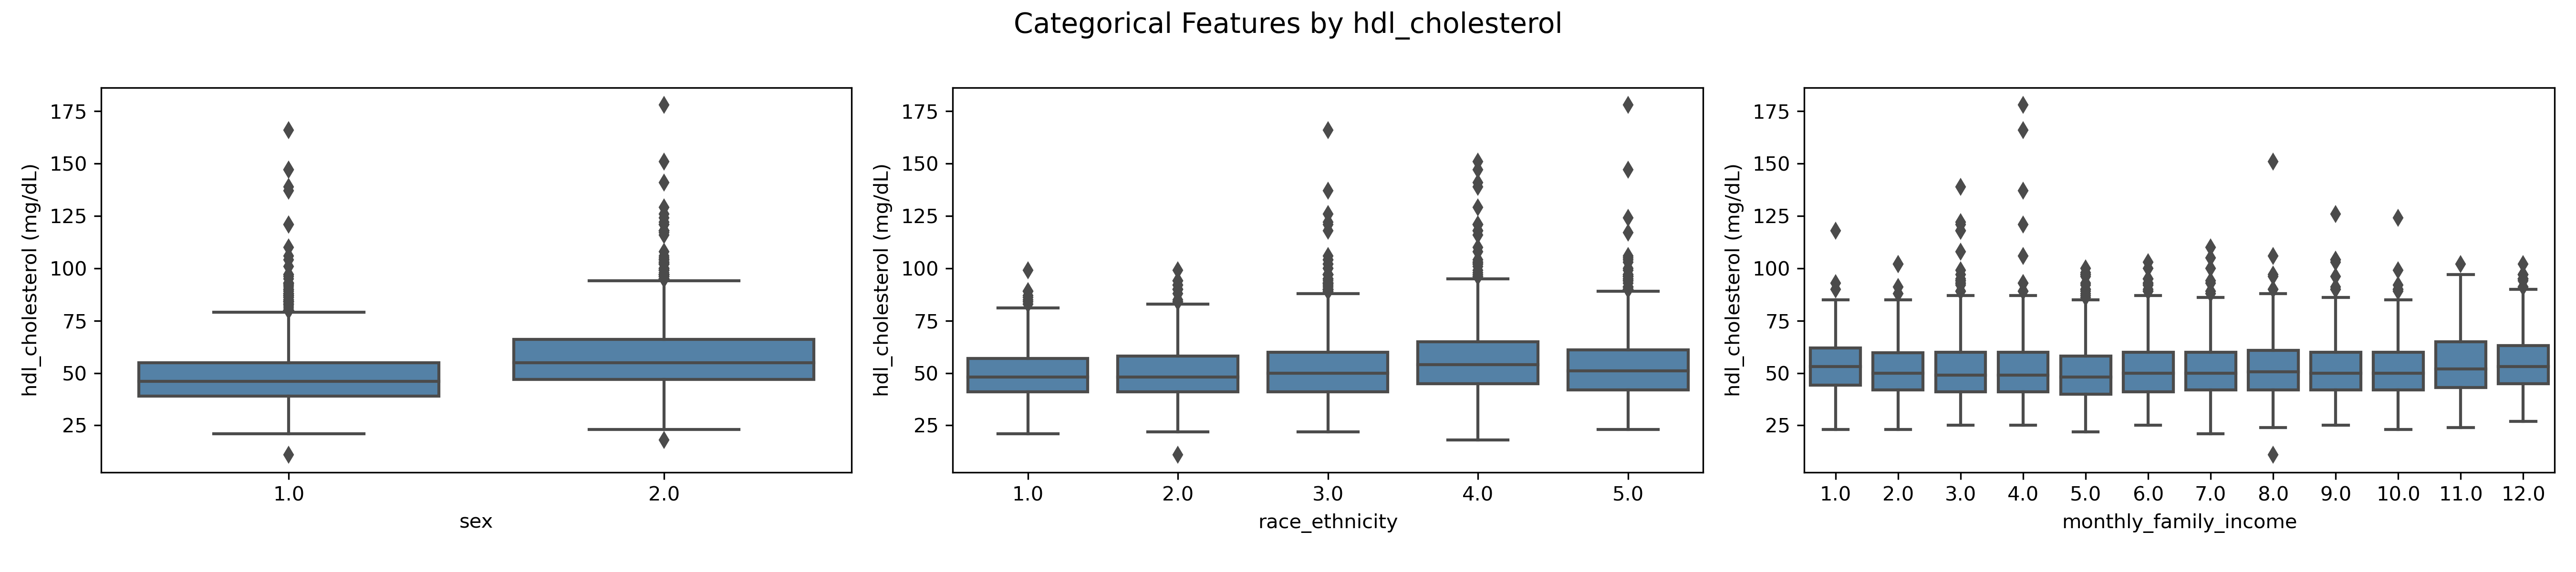 Categorical Features by hdl_cholesterol
hdl_cholesterol (mg/dL)
175
150
125
100
75
50
25
1.0 2.0
sex
hdl_cholesterol (mg/dL)
175
150
125
100
75
50
25
1.0 2.0 3.0 4.0 5.0
race_ethnicity
hdl_cholesterol (mg/dL)
175
150
125
100
75
50
25
1.0 2.0 3.0 4.0 5.0 6.0 7.0 8.0 9.0 10.0 11.0 12.0
monthly_family_income